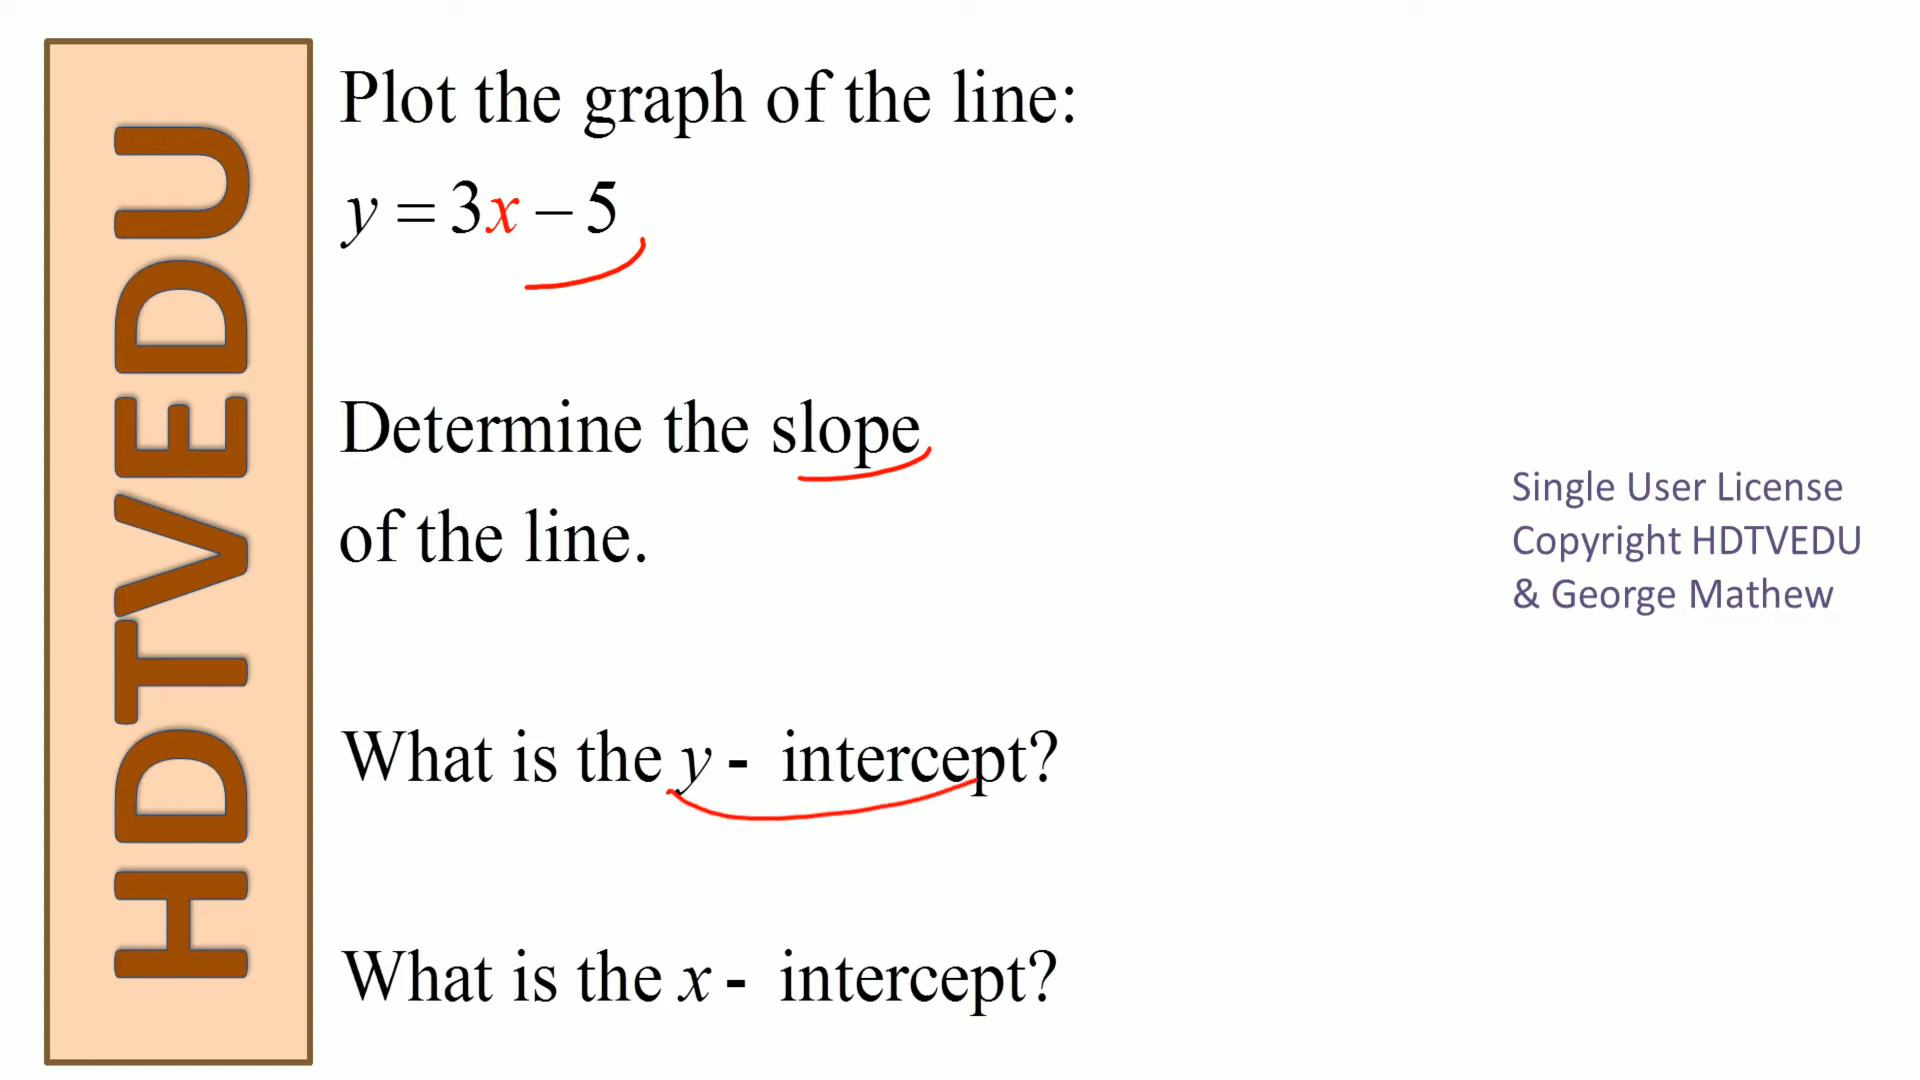 HDTVEDU
Plot the graph of the line:
y = 3x − 5
Determine the slope
of the line.
What is the y - intercept?
What is the x - intercept?
Single User License
Copyright HDTVEDU
& George Mathew